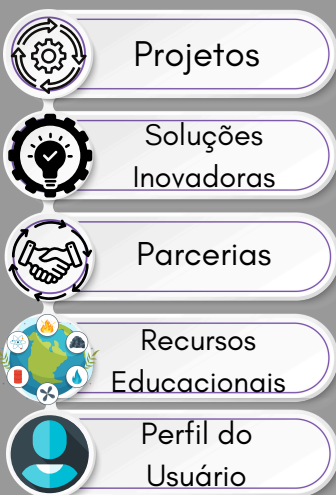 Projetos
Soluções
Inovadoras
Parcerias
Recursos
Educacionais
Perfil do
Usuário